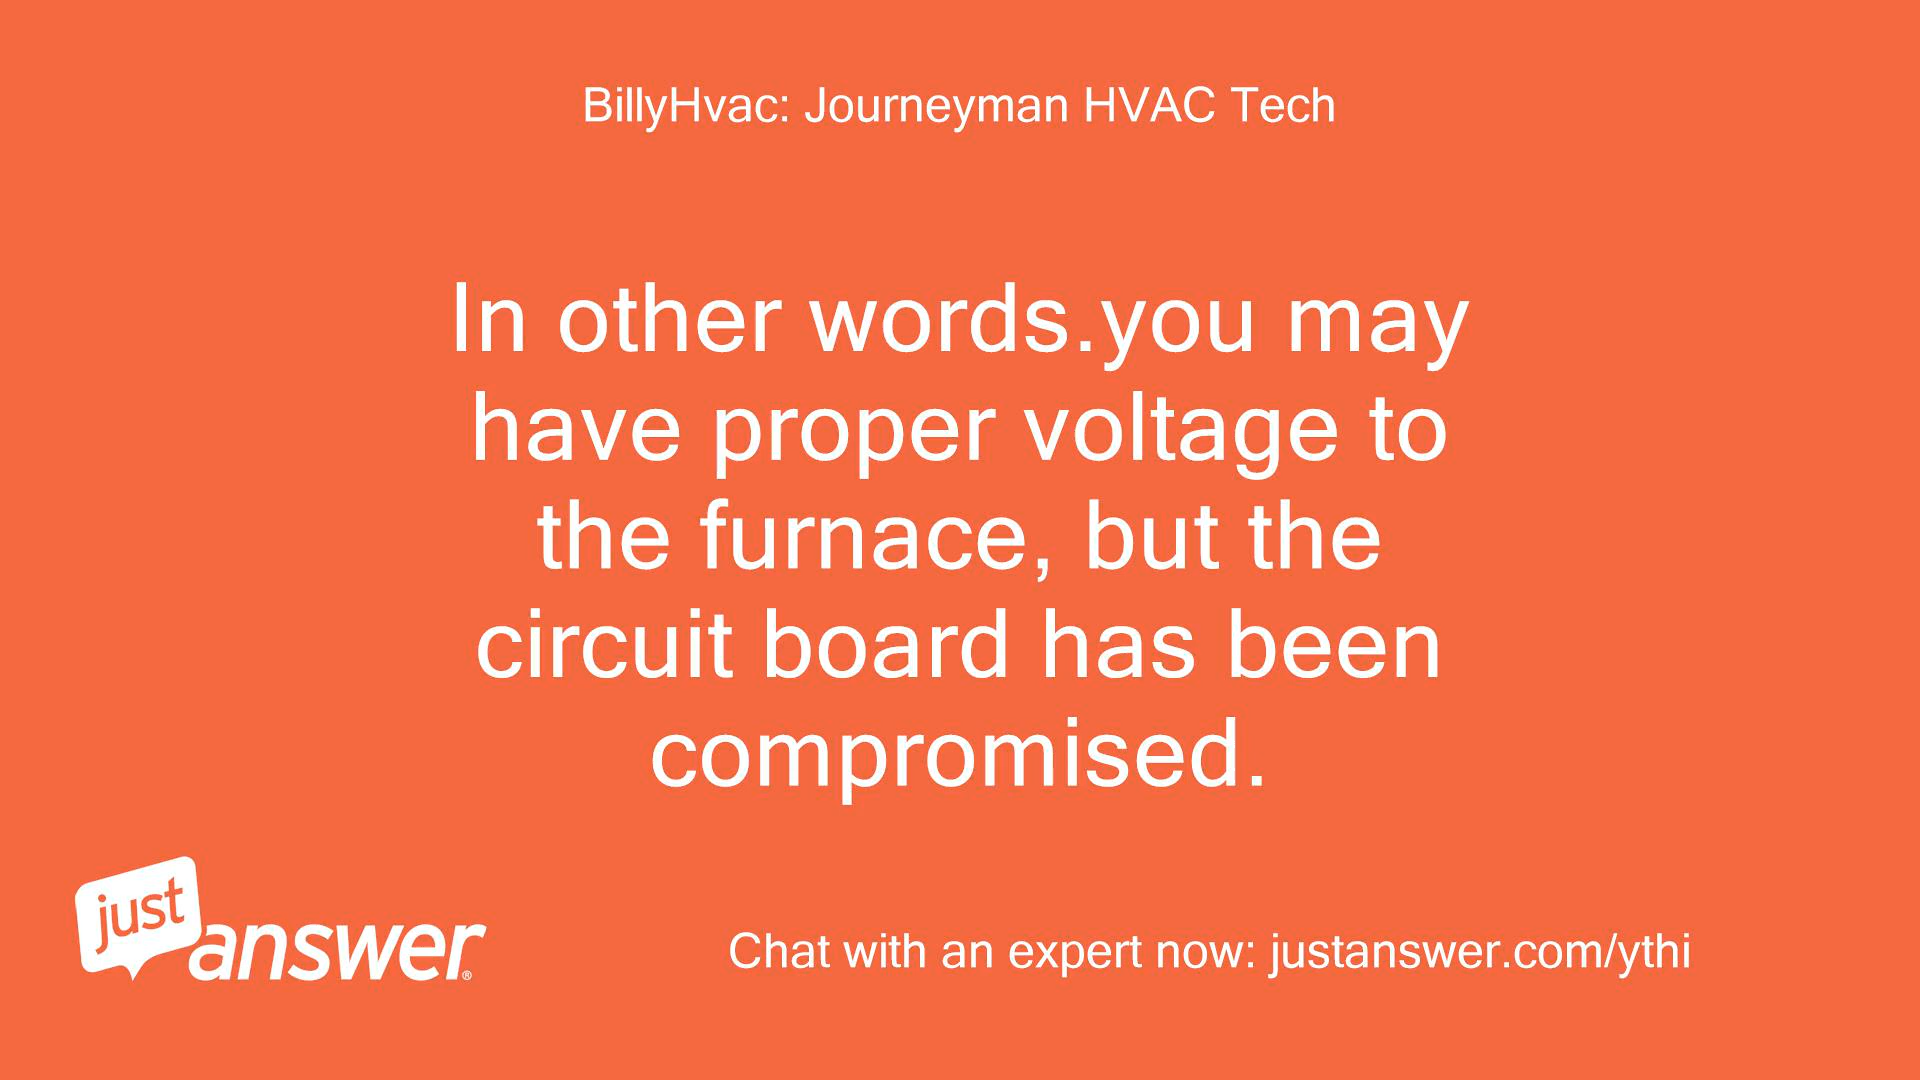 BillyHvac: Journeyman HVAC Tech
In other words.you may
have proper voltage to
the furnace, but the
circuit board has been
compromised.
just
answer®
Chat with an expert now: justanswer.com/ythi